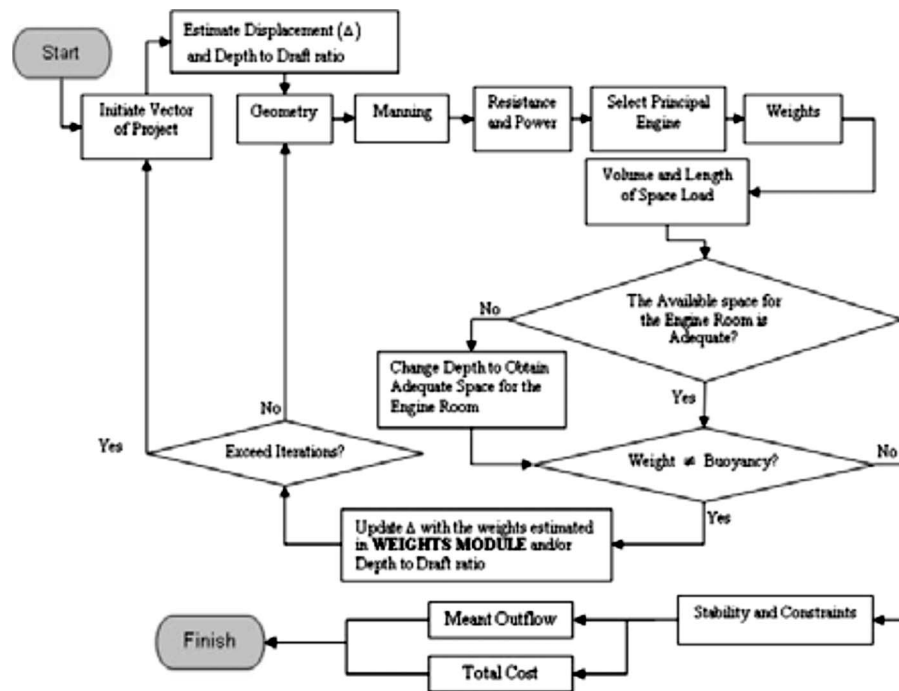 Start
Estimate Displacement (Δ)
and Depth to Draft ratio
Initiate Vector
of Project
Geometry
Manning
Resistance
and Power
Select Principal
Engine
Weights
Volume and Length
of Space Load
The Available space for
the Engine Room is
Adequate?
No
Change Depth to Obtain
Adequate Space for the
Engine Room
Yes
Weight ≠ Buoyancy?
No
Yes
Update Δ with the weights estimated
in WEIGHTS MODULE and/or
Depth to Draft ratio
Exceed Iterations?
No
Yes
Stability and Constraints
Meant Outflow
Total Cost
Finish